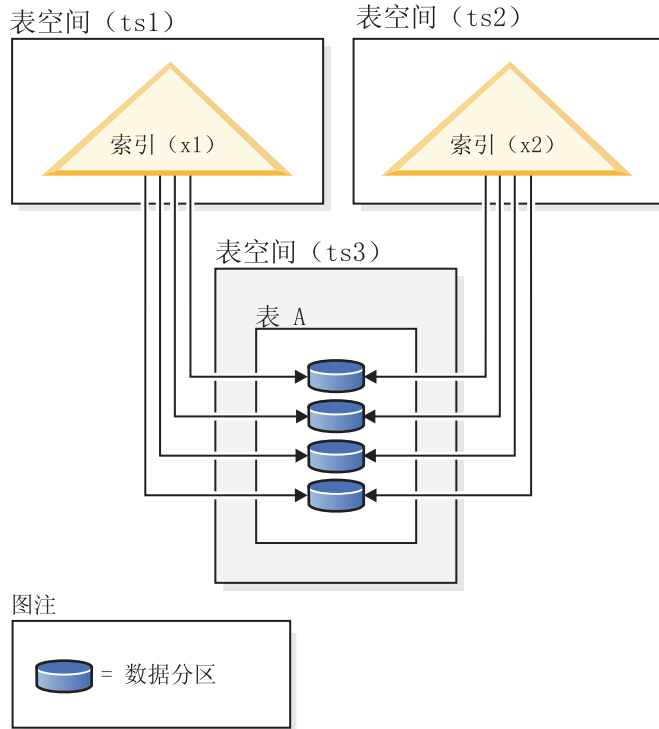 表空间（ts1）
表空间（ts2）
索引（x1）
索引（x2）
表空间（ts3）
表 A
图注
= 数据分区